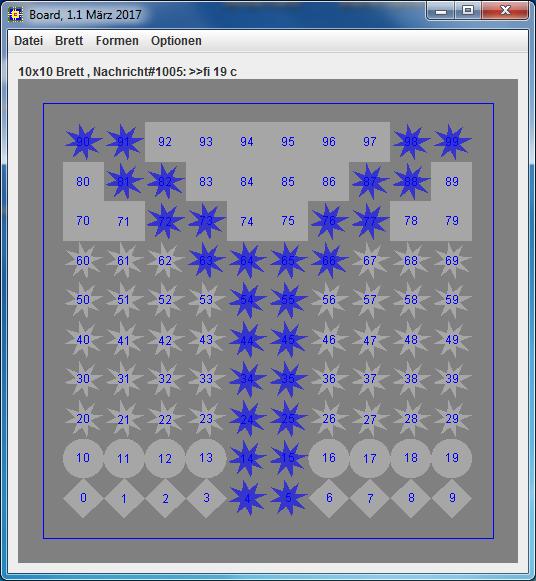 Board, 1.1 März 2017
Datei Brett Formen Optionen
10x10 Brett , Nachricht#1005: >>fi 19 c
90 91 92 93 94 95 96 97 98 99
80 81 82 83 84 85 86 87 88 89
70 71 72 73 74 75 76 77 78 79
60 61 62 63 64 65 66 67 68 69
50 51 52 53 54 55 56 57 58 59
40 41 42 43 44 45 46 47 48 49
30 31 32 33 34 35 36 37 38 39
20 21 22 23 24 25 26 27 28 29
10 11 12 13 14 15 16 17 18 19
0 1 2 3 4 5 6 7 8 9